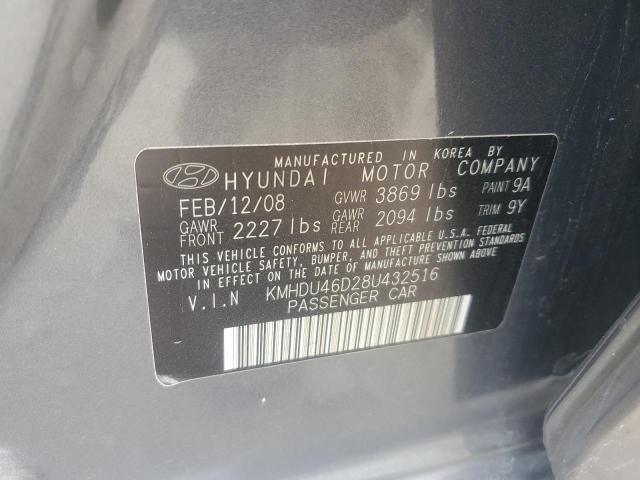 MANUFACTURED IN KOREA BY
HYUNDAI MOTOR COMPANY
FEB/12/08 GVWR 3869 lbs PAINT 9A
GAWR FRONT 2227 lbs GAWR REAR 2094 lbs TRIM 9Y
THIS VEHICLE CONFORMS TO ALL APPLICABLE U.S.A. FEDERAL
MOTOR VEHICLE SAFETY, BUMPER, AND THEFT PREVENTION
STANDARDS IN EFFECT ON THE DATE OF MANUFACTURE SHOWN ABOVE.
V.I.N KMHDU46D28U432516
PASSENGER CAR